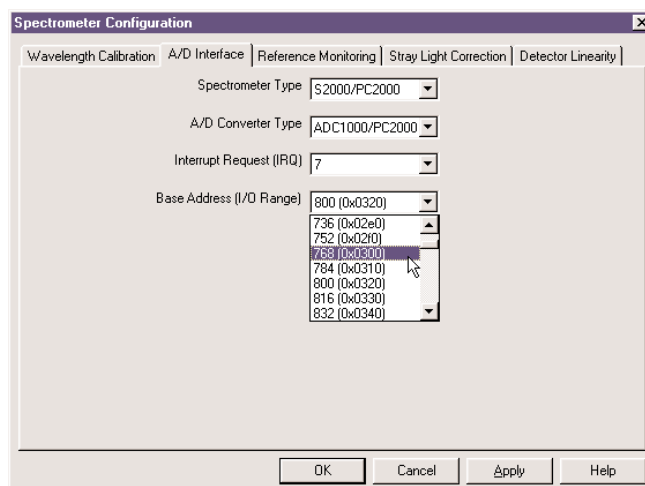 Spectrometer Configuration
Wavelength Calibration A/D Interface Reference Monitoring Stray Light Correction Detector Linearity
Spectrometer Type S2000/PC2000
A/D Converter Type ADC1000/PC2000
Interrupt Request (IRQ) 7
Base Address (I/O Range) 800 (0x0320)
736 (0x02e0)
752 (0x02f0)
768 (0x0300)
784 (0x0310)
800 (0x0320)
816 (0x0330)
832 (0x0340)
OK Cancel Apply Help